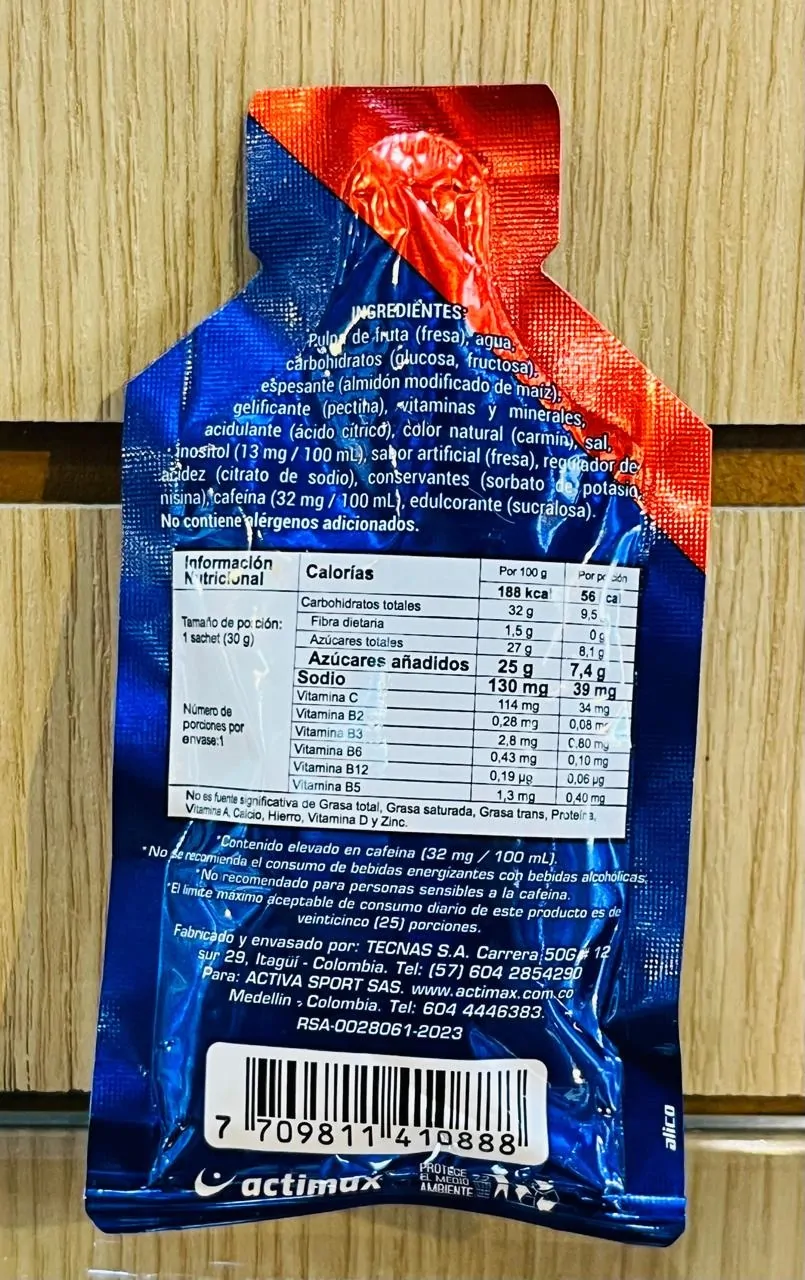 INGREDIENTES:
Pulpa de fruta (fresa), agua,
carbohidratos (glucosa, fructosa),
espesante (almidón modificado de maíz),
gelificante (pectina), vitaminas y minerales,
acidulante (ácido cítrico), color natural (carmín), sal,
inositol (13 mg / 100 mL), sabor artificial (fresa), regulador de
acidez (citrato de sodio), conservantes (sorbato de potasio,
nisina), cafeína (32 mg / 100 mL), edulcorante (sucralosa).
No contiene alérgenos adicionados.
Información Nutricional
Tamaño de porción:
1 sachet (30 g)
Número de
porciones por
envase:1
Calorías Por 100 g Por porción
188 kcal 56 cal
Carbohidratos totales 32 g 9,5
Fibra dietaria 1,5 g 0 g
Azúcares totales 27 g 8,1 g
Azúcares añadidos 25 g 7,4 g
Sodio 130 mg 39 mg
Vitamina C 114 mg 34 mg
Vitamina B2 0,28 mg 0,08 mg
Vitamina B3 2,8 mg 0,80 mg
Vitamina B6 0,43 mg 0,10 mg
Vitamina B12 0,19 µg 0,06 µg
Vitamina B5 1,3 mg 0,40 mg
No es fuente significativa de Grasa total, Grasa saturada, Grasa trans, Proteína,
Vitamina A, Calcio, Hierro, Vitamina D y Zinc.
*Contenido elevado en cafeína (32 mg / 100 mL).
*No se recomienda el consumo de bebidas energizantes con bebidas alcohólicas.
*No recomendado para personas sensibles a la cafeína.
*El límite máximo aceptable de consumo diario de este producto es de
veinticinco (25) porciones.
Fabricado y envasado por: TECNAS S.A. Carrera 50G # 12
sur 29, Itagüí - Colombia. Tel: (57) 604 2854290
Para: ACTIVA SPORT SAS. www.actimax.com.co
Medellín - Colombia. Tel: 604 4446383.
RSA-0028061-2023
7 709811 410888
actimax
PROTEGE
EL MEDIO
AMBIENTE
alico